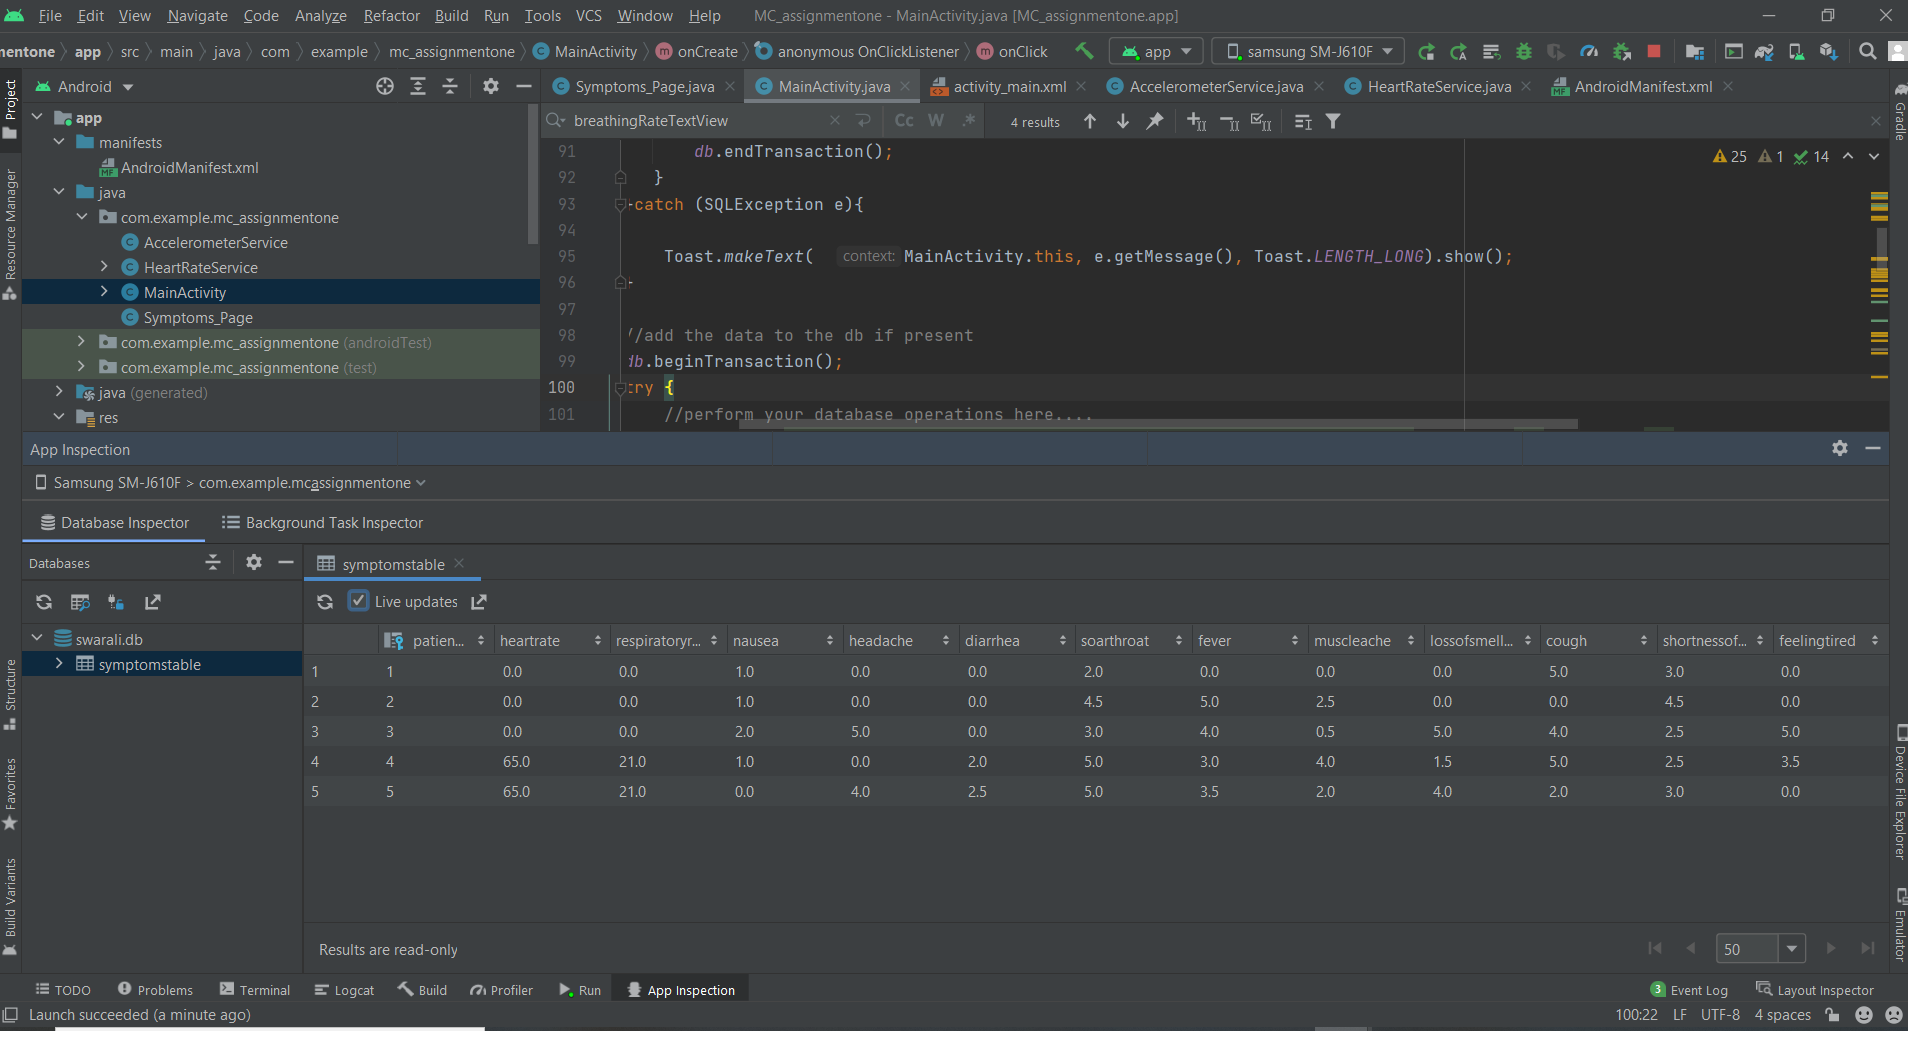 File Edit View Navigate Code Analyze Refactor Build Run Tools VCS Window Help MC_assignmentone - MainActivity.java [MC_assignmentone.app]
mentone app src main java com example mc_assignmentone MainActivity onCreate anonymous OnClickListener onClick app samsung SM-J610F
Project
Android
Symptoms_Page.java MainActivity.java activity_main.xml AccelerometerService.java HeartRateService.java AndroidManifest.xml
Gradle
breathingRateTextView Cc W .* 4 results
app
manifests
AndroidManifest.xml
java
com.example.mc_assignmentone
AccelerometerService
HeartRateService
MainActivity
Symptoms_Page
com.example.mc_assignmentone (androidTest)
com.example.mc_assignmentone (test)
java (generated)
res
Resource Manager
25 1 14
91 db.endTransaction();
92 }
93 catch (SQLException e){
94
95 Toast.makeText( context: MainActivity.this, e.getMessage(), Toast.LENGTH_LONG).show();
96
97
98 //add the data to the db if present
99 db.beginTransaction();
100 try {
101 //perform your database operations here....
App Inspection
Samsung SM-J610F > com.example.mcassignmentone
Database Inspector Background Task Inspector
Databases
symptomstable
Live updates
swarali.db
symptomstable
patien... heartrate respiratoryr... nausea headache diarrhea soarthroat fever muscleache lossofsmell... cough shortnessof... feelingtired
1 1 0.0 0.0 1.0 0.0 0.0 2.0 0.0 0.0 0.0 5.0 3.0 0.0
2 2 0.0 0.0 1.0 0.0 0.0 4.5 5.0 2.5 0.0 0.0 4.5 0.0
3 3 0.0 0.0 2.0 5.0 0.0 3.0 4.0 0.5 5.0 4.0 2.5 5.0
4 4 65.0 21.0 1.0 0.0 2.0 5.0 3.0 4.0 1.5 5.0 2.5 3.5
5 5 65.0 21.0 0.0 4.0 2.5 5.0 3.5 2.0 4.0 2.0 3.0 0.0
Structure
Favorites
Build Variants
Device File Explorer
Emulator
Results are read-only
50
TODO Problems Terminal Logcat Build Profiler Run App Inspection 3 Event Log Layout Inspector
Launch succeeded (a minute ago) 100:22 LF UTF-8 4 spaces